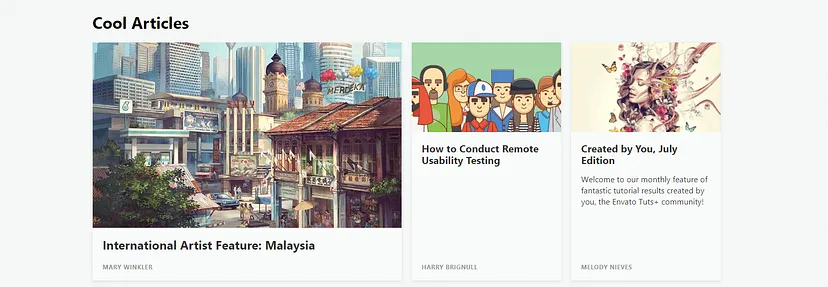 Cool Articles
MERDEKA
International Artist Feature: Malaysia
MARY WINKLER
How to Conduct Remote
Usability Testing
HARRY BRIGNULL
Created by You, July
Edition
Welcome to our monthly feature of
fantastic tutorial results created by
you, the Envato Tuts+ community!
MELODY NIEVES